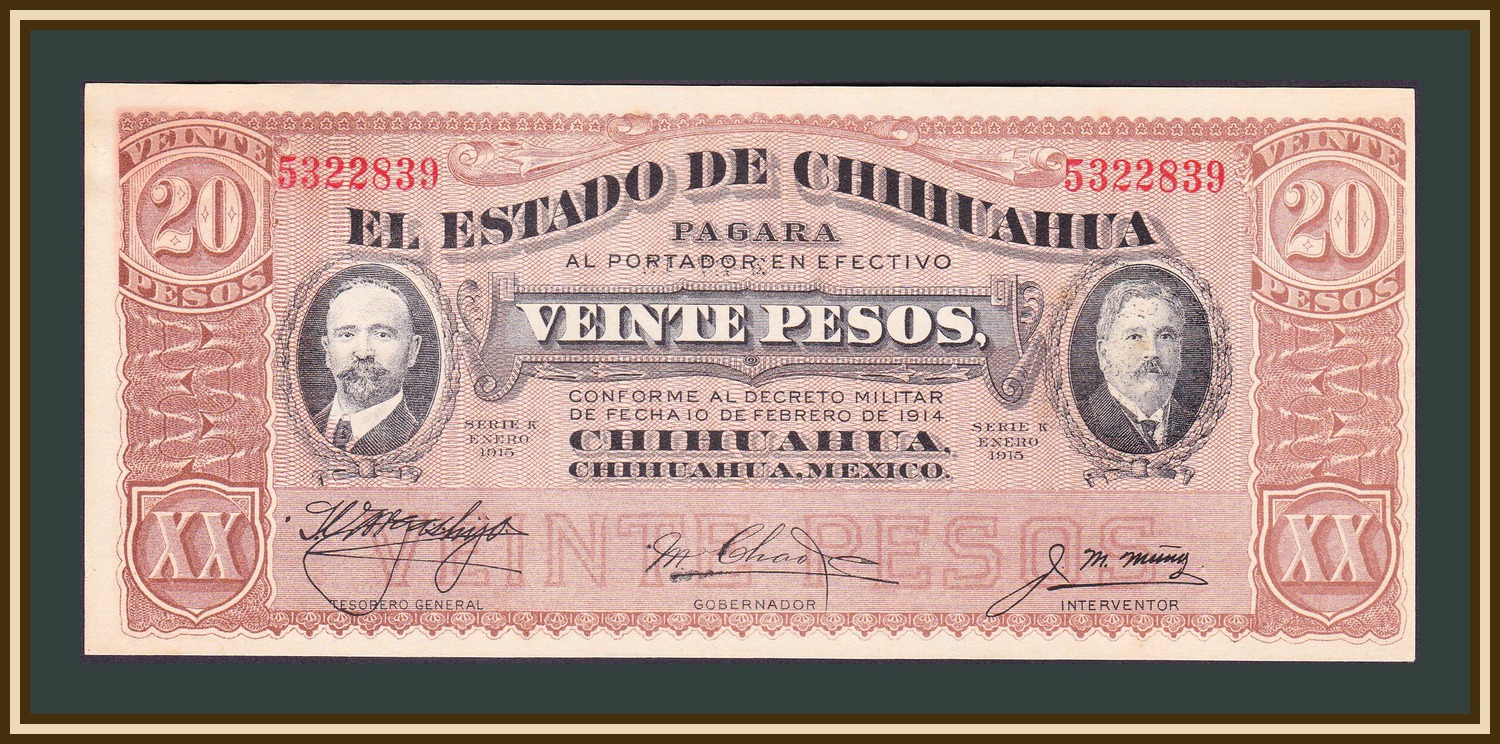 VEINTE
20
PESOS
5322839
EL ESTADO DE CHIHUAHUA
5322839
VEINTE
20
PESOS
PAGARA
AL PORTADOR, EN EFECTIVO
VEINTE PESOS,
CONFORME AL DECRETO MILITAR
DE FECHA 10 DE FEBRERO DE 1914
SERIE K
ENERO
1915
CHIHUAHUA,
CHIHUAHUA, MEXICO.
SERIE K
ENERO
1915
XX
VEINTE PESOS
XX
M Chao
J. M. Muñoz
TESORERO GENERAL
GOBERNADOR
INTERVENTOR